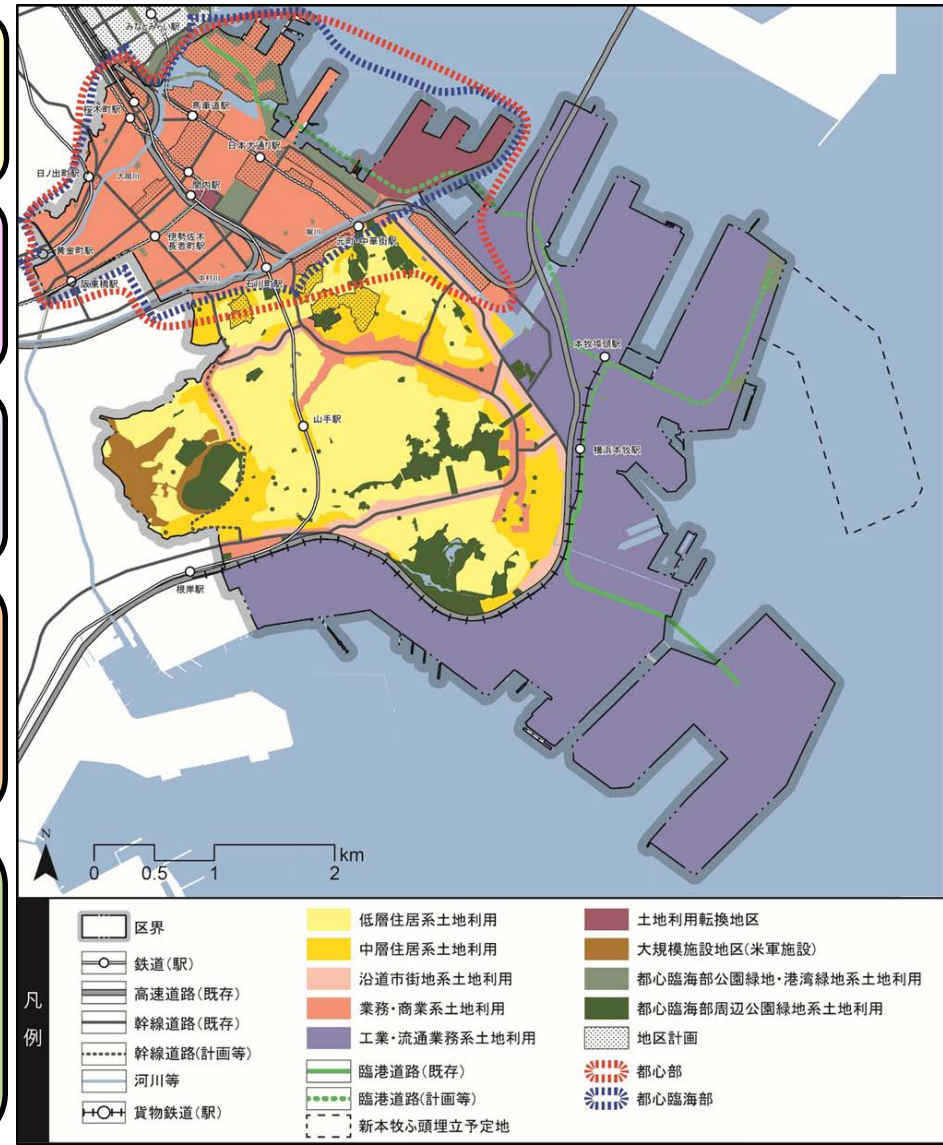 みなとみらい駅
桜木町駅
馬車道駅
日本大通り駅
日ノ出町駅
大岡川
関内駅
伊勢佐木
長者町駅
堀川
元町・中華街駅
黄金町駅
中村川
石川町駅
阪東橋駅
本牧埠頭駅
山手駅
横浜本牧駅
根岸駅
N
0 0.5 1 2 km
凡例
区界
鉄道(駅)
高速道路(既存)
幹線道路(既存)
幹線道路(計画等)
河川等
貨物鉄道(駅)
低層住居系土地利用
中層住居系土地利用
沿道市街地系土地利用
業務・商業系土地利用
工業・流通業務系土地利用
臨港道路(既存)
臨港道路(計画等)
新本牧ふ頭埋立予定地
土地利用転換地区
大規模施設地区(米軍施設)
都心臨海部公園緑地・港湾緑地系土地利用
都心臨海部周辺公園緑地系土地利用
地区計画
都心部
都心臨海部